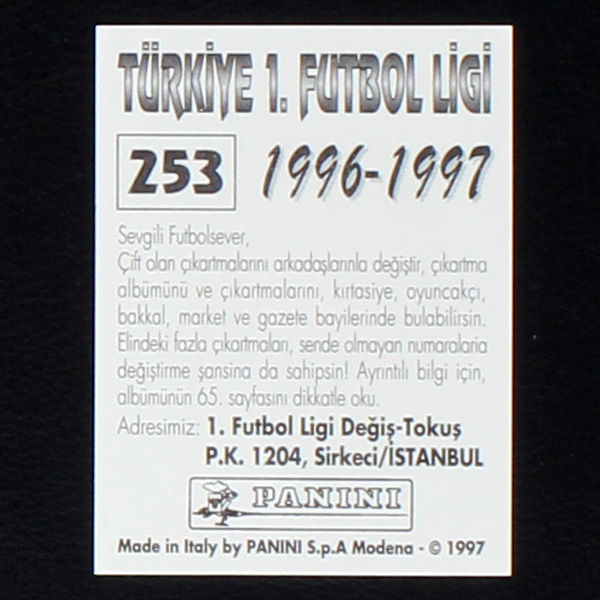 TÜRKİYE 1. FUTBOL LİGİ
253 1996-1997
Sevgili Futbolsever,
Çift olan çıkartmalarını arkadaşlarınla değiştir, çıkartma
albümünü ve çıkartmalarını, kırtasiye, oyuncakçı,
bakkal, market ve gazete bayilerinde bulabilirsin.
Elindeki fazla çıkartmaları, sende olmayan numaralarla
değiştirme şansına da sahipsin! Ayrıntılı bilgi için,
albümünün 65. sayfasını dikkatle oku.
Adresimiz: 1. Futbol Ligi Değiş-Tokuş
P.K. 1204, Sirkeci/İSTANBUL
PANINI
Made in Italy by PANINI S.p.A Modena - © 1997